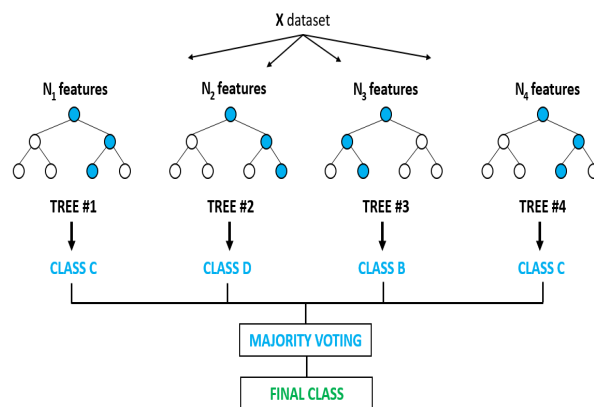 X dataset
N₁ features N₂ features N₃ features N₄ features
TREE #1 TREE #2 TREE #3 TREE #4
CLASS C CLASS D CLASS B CLASS C
MAJORITY VOTING
FINAL CLASS